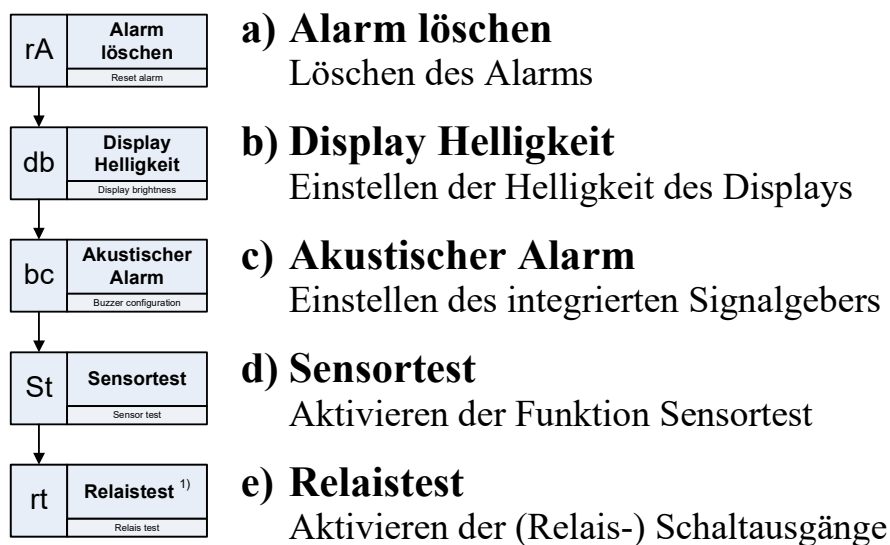 rA
Alarm
löschen
Reset alarm
a) Alarm löschen
Löschen des Alarms
db
Display
Helligkeit
Display brightness
b) Display Helligkeit
Einstellen der Helligkeit des Displays
bc
Akustischer
Alarm
Buzzer configuration
c) Akustischer Alarm
Einstellen des integrierten Signalgebers
St
Sensortest
Sensor test
d) Sensortest
Aktivieren der Funktion Sensortest
rt
Relaistest 1)
Relais test
e) Relaistest
Aktivieren der (Relais-) Schaltausgänge